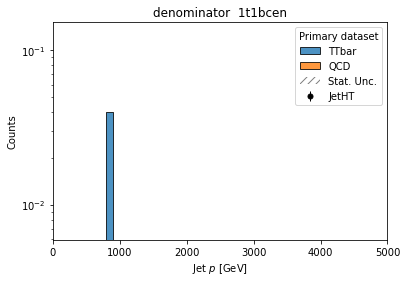 denominator 1t1bcen
Primary dataset
TTbar
QCD
Stat. Unc.
JetHT
Counts
10⁻¹
10⁻²
0
1000
2000
3000
4000
5000
Jet p [GeV]